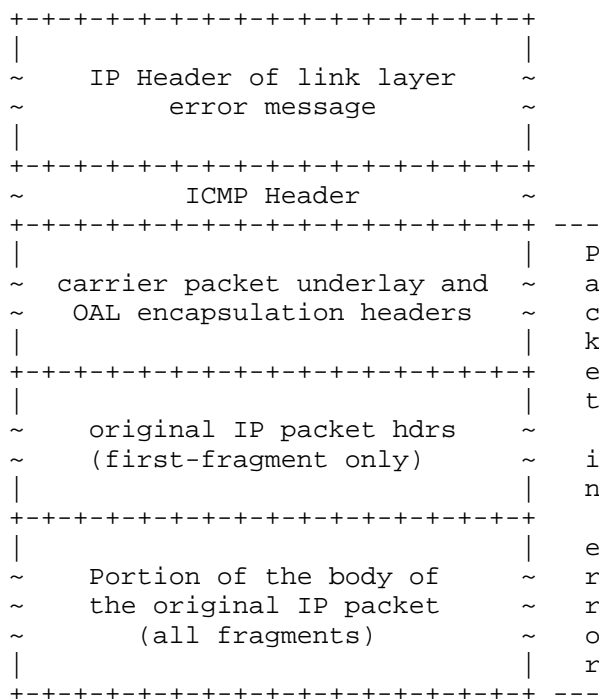 +-+-+-+-+-+-+-+-+-+-+-+-+-+-+-+-+
|                               |
~     IP Header of link layer    ~
~          error message        ~
|                               |
+-+-+-+-+-+-+-+-+-+-+-+-+-+-+-+-+
~          ICMP Header          ~
+-+-+-+-+-+-+-+-+-+-+-+-+-+-+-+-+ ---
|                               |   P
~  carrier packet underlay and  ~   a
~   OAL encapsulation headers   ~   c
|                               |   k
+-+-+-+-+-+-+-+-+-+-+-+-+-+-+-+-+   e
|                               |   t
~    original IP packet hdrs    ~
~    (first-fragment only)      ~   i
|                               |   n
+-+-+-+-+-+-+-+-+-+-+-+-+-+-+-+-+
|                               |   e
~    Portion of the body of     ~   r
~    the original IP packet     ~   r
~       (all fragments)         ~   o
|                               |   r
+-+-+-+-+-+-+-+-+-+-+-+-+-+-+-+-+ ---